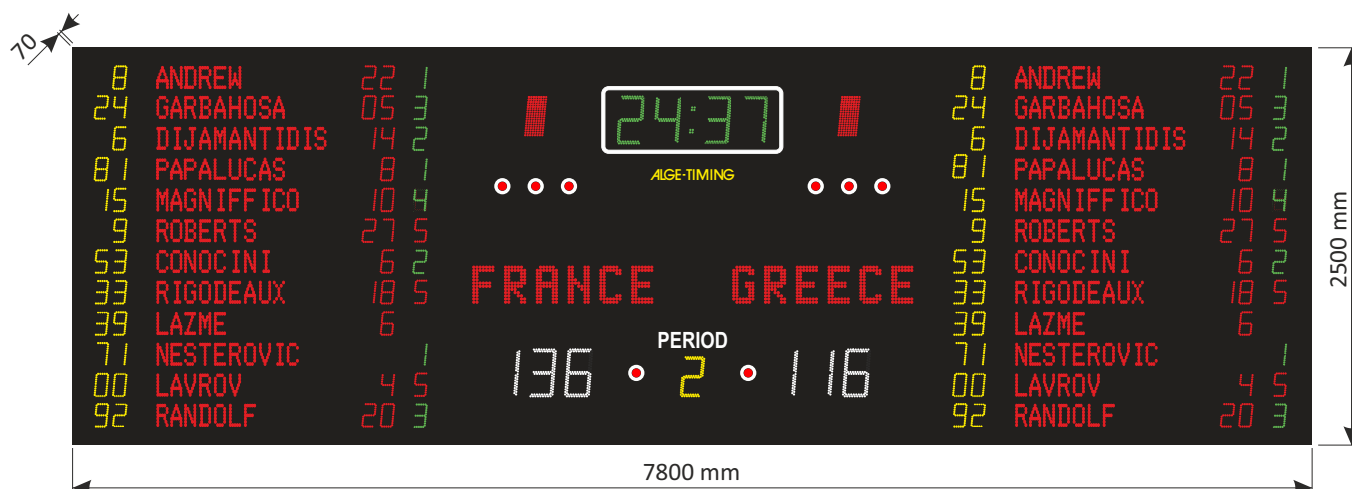 70
8 ANDREW 22 1
24 GARBAHOSA 05 3
6 DIJAMANTIDIS 14 2
81 PAPALUCAS 8 1
15 MAGNIFFICO 10 4
9 ROBERTS 27 5
53 CONOCINI 6 2
33 RIGODEAUX 18 5
39 LAZME 6
71 NESTEROVIC 1
00 LAVROV 4 5
92 RANDOLF 20 3
24:37
ALGE-TIMING
FRANCE GREECE
PERIOD
136 2 116
8 ANDREW 22 1
24 GARBAHOSA 05 3
6 DIJAMANTIDIS 14 2
81 PAPALUCAS 8 1
15 MAGNIFFICO 10 4
9 ROBERTS 27 5
53 CONOCINI 6 2
33 RIGODEAUX 18 5
39 LAZME 6
71 NESTEROVIC 1
00 LAVROV 4 5
92 RANDOLF 20 3
2500 mm
7800 mm